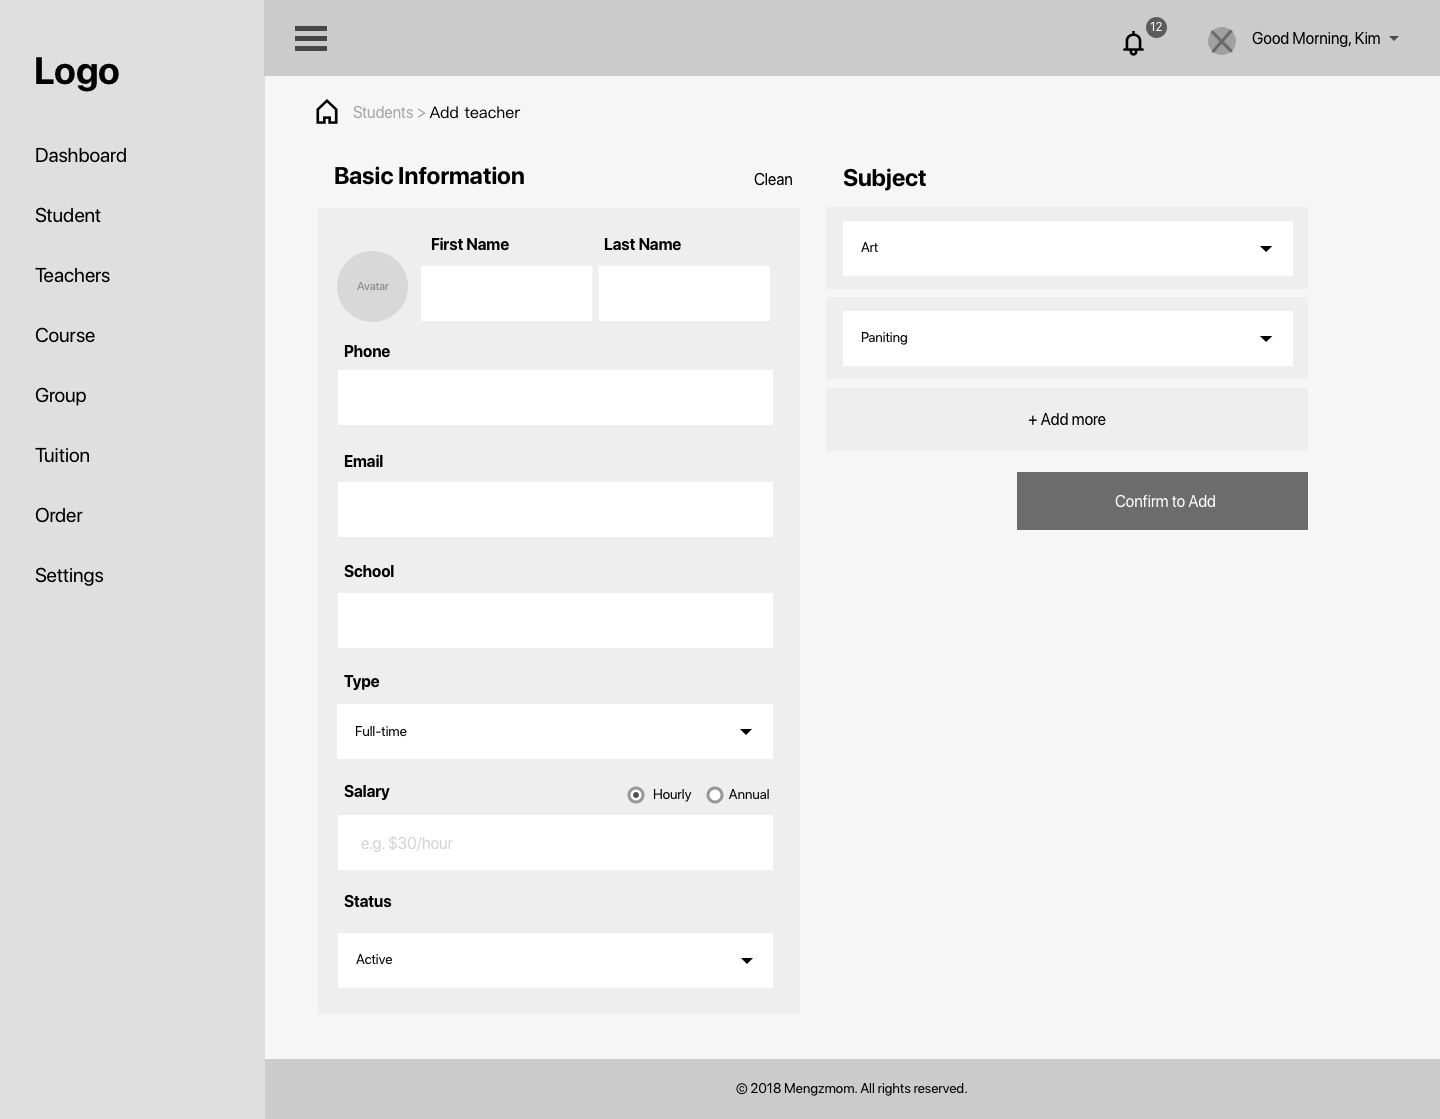 Logo
Dashboard
Student
Teachers
Course
Group
Tuition
Order
Settings
12
Good Morning, Kim
Students > Add teacher
Basic Information
Clean
Avatar
First Name
Last Name
Phone
Email
School
Type
Full-time
Salary
Hourly
Annual
e.g. $30/hour
Status
Active
Subject
Art
Paniting
+ Add more
Confirm to Add
© 2018 Mengzmom. All rights reserved.